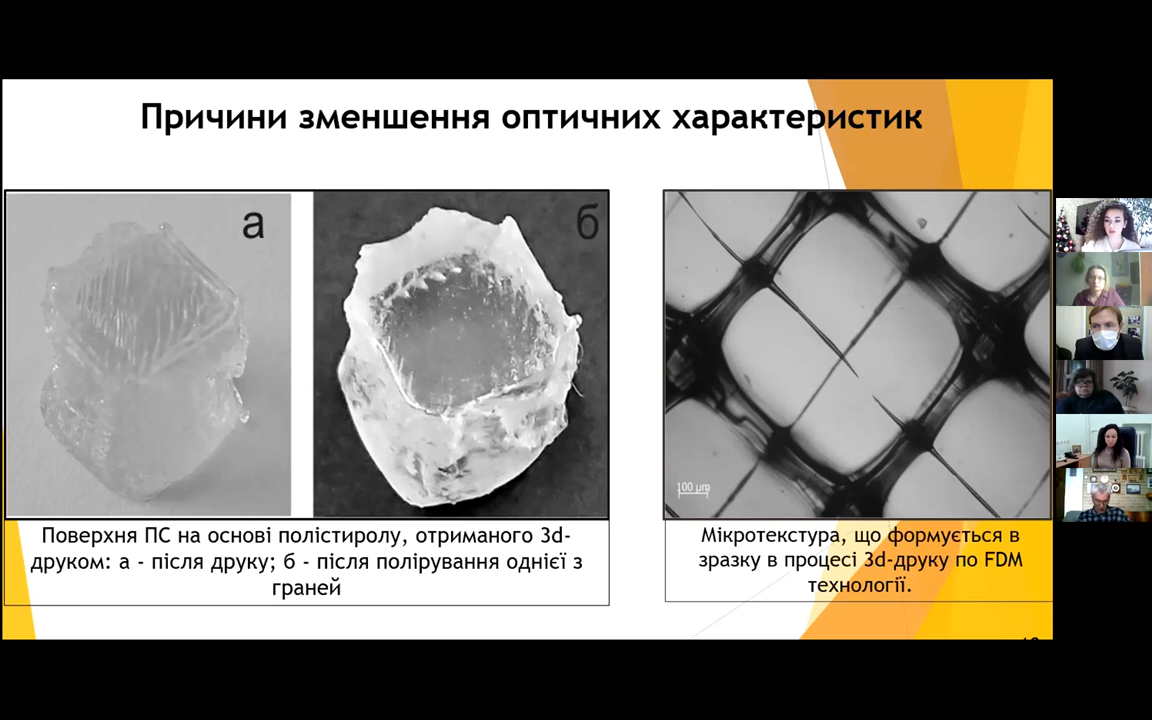 Причини зменшення оптичних характеристик
а
б
100 μm
Поверхня ПС на основі полістиролу, отриманого 3d-
друком: а - після друку; б - після полірування однієї з
граней
Мікротекстура, що формується в
зразку в процесі 3d-друку по FDM
технології.